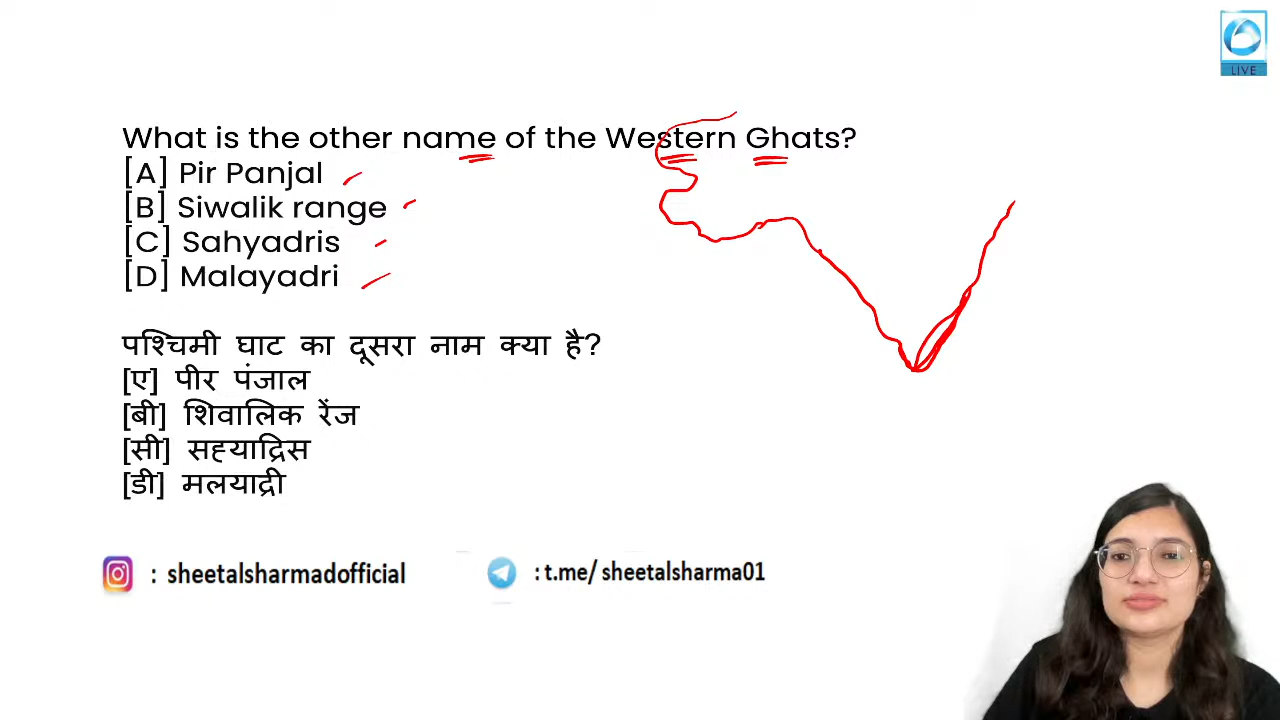 LIVE
What is the other name of the Western Ghats?
[A] Pir Panjal
[B] Siwalik range
[C] Sahyadris
[D] Malayadri
पश्चिमी घाट का दूसरा नाम क्या है?
[ए] पीर पंजाल
[बी] शिवालिक रेंज
[सी] सह्याद्रिस
[डी] मलयाद्री
: sheetalsharmadofficial
: t.me/ sheetalsharma01